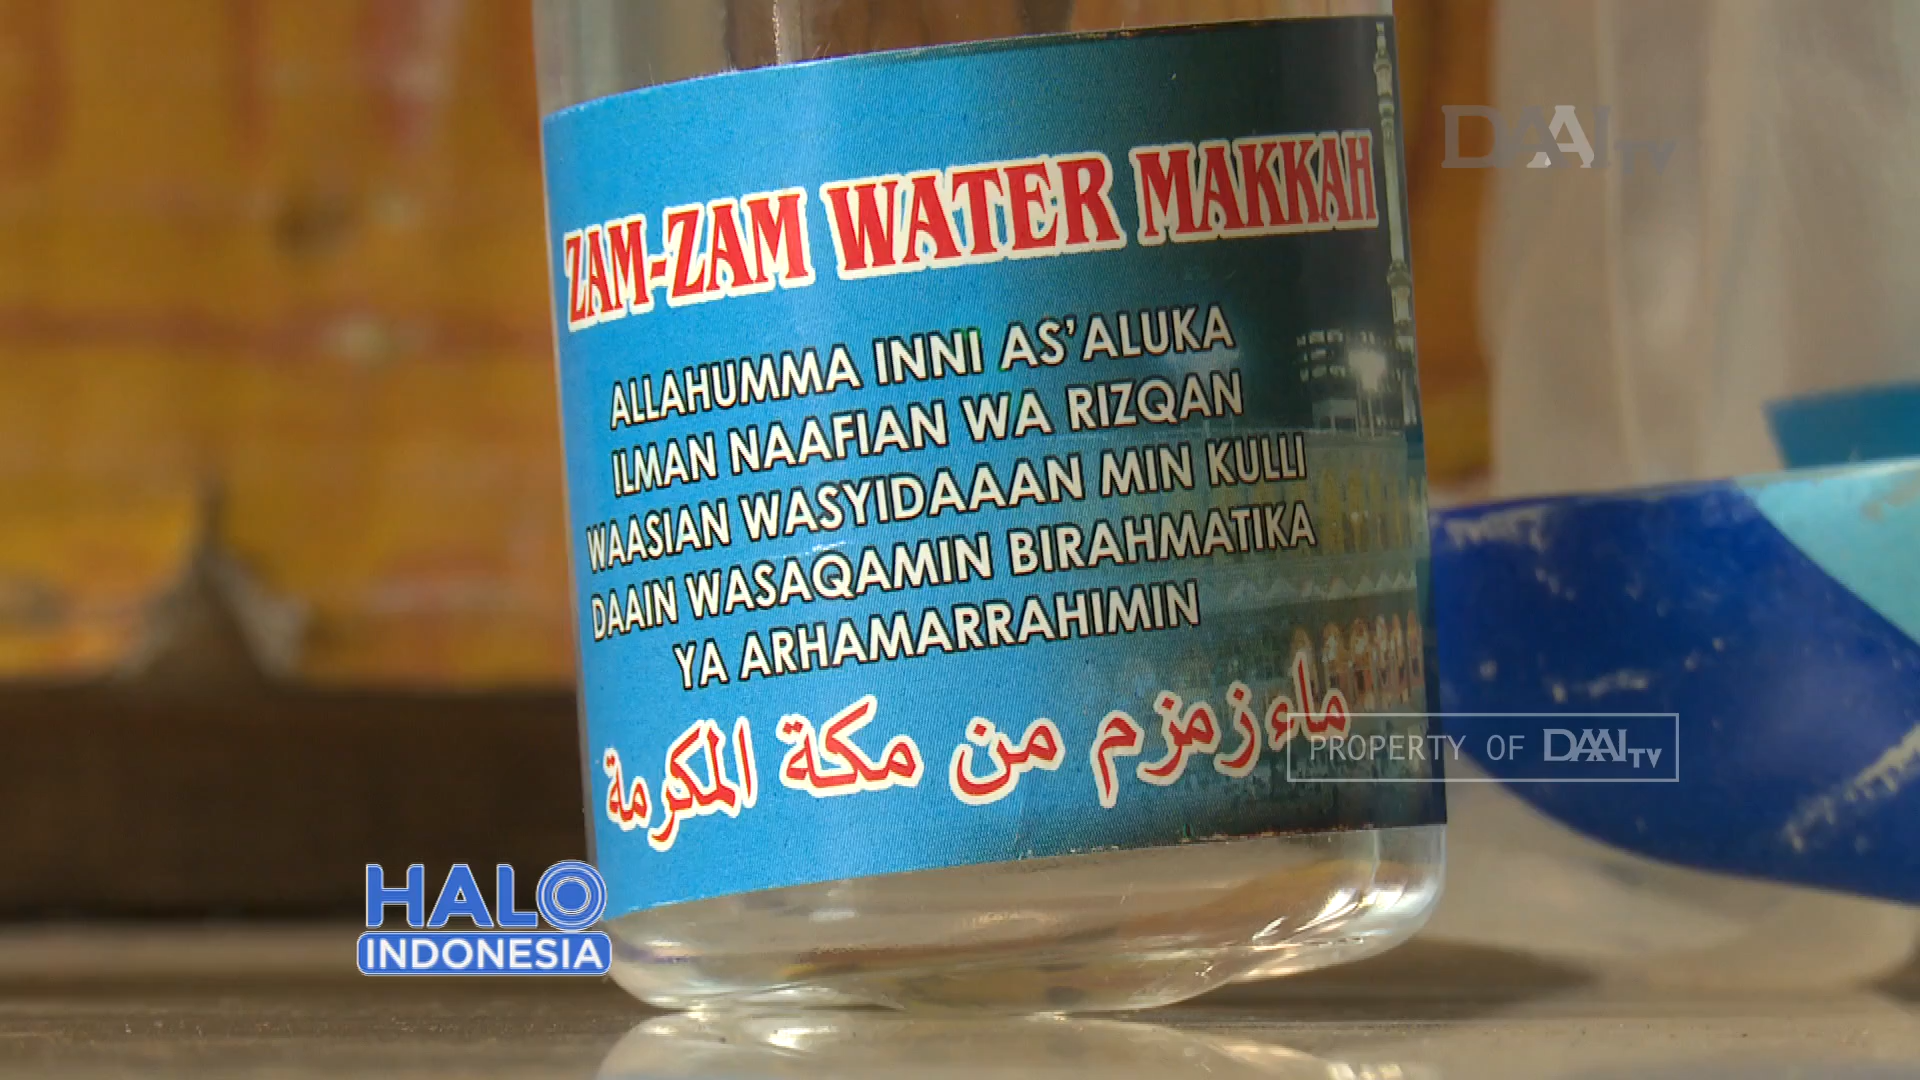 DAAI TV
ZAM-ZAM WATER MAKKAH
ALLAHUMMA INNI AS'ALUKA
ILMAN NAAFIAN WA RIZQAN
WAASIAN WASYIDAAAN MIN KULLI
DAAIN WASAQAMIN BIRAHMATIKA
YA ARHAMARRAHIMIN
ماء زمزم من مكة المكرمة
PROPERTY OF DAAI TV
HALO
INDONESIA